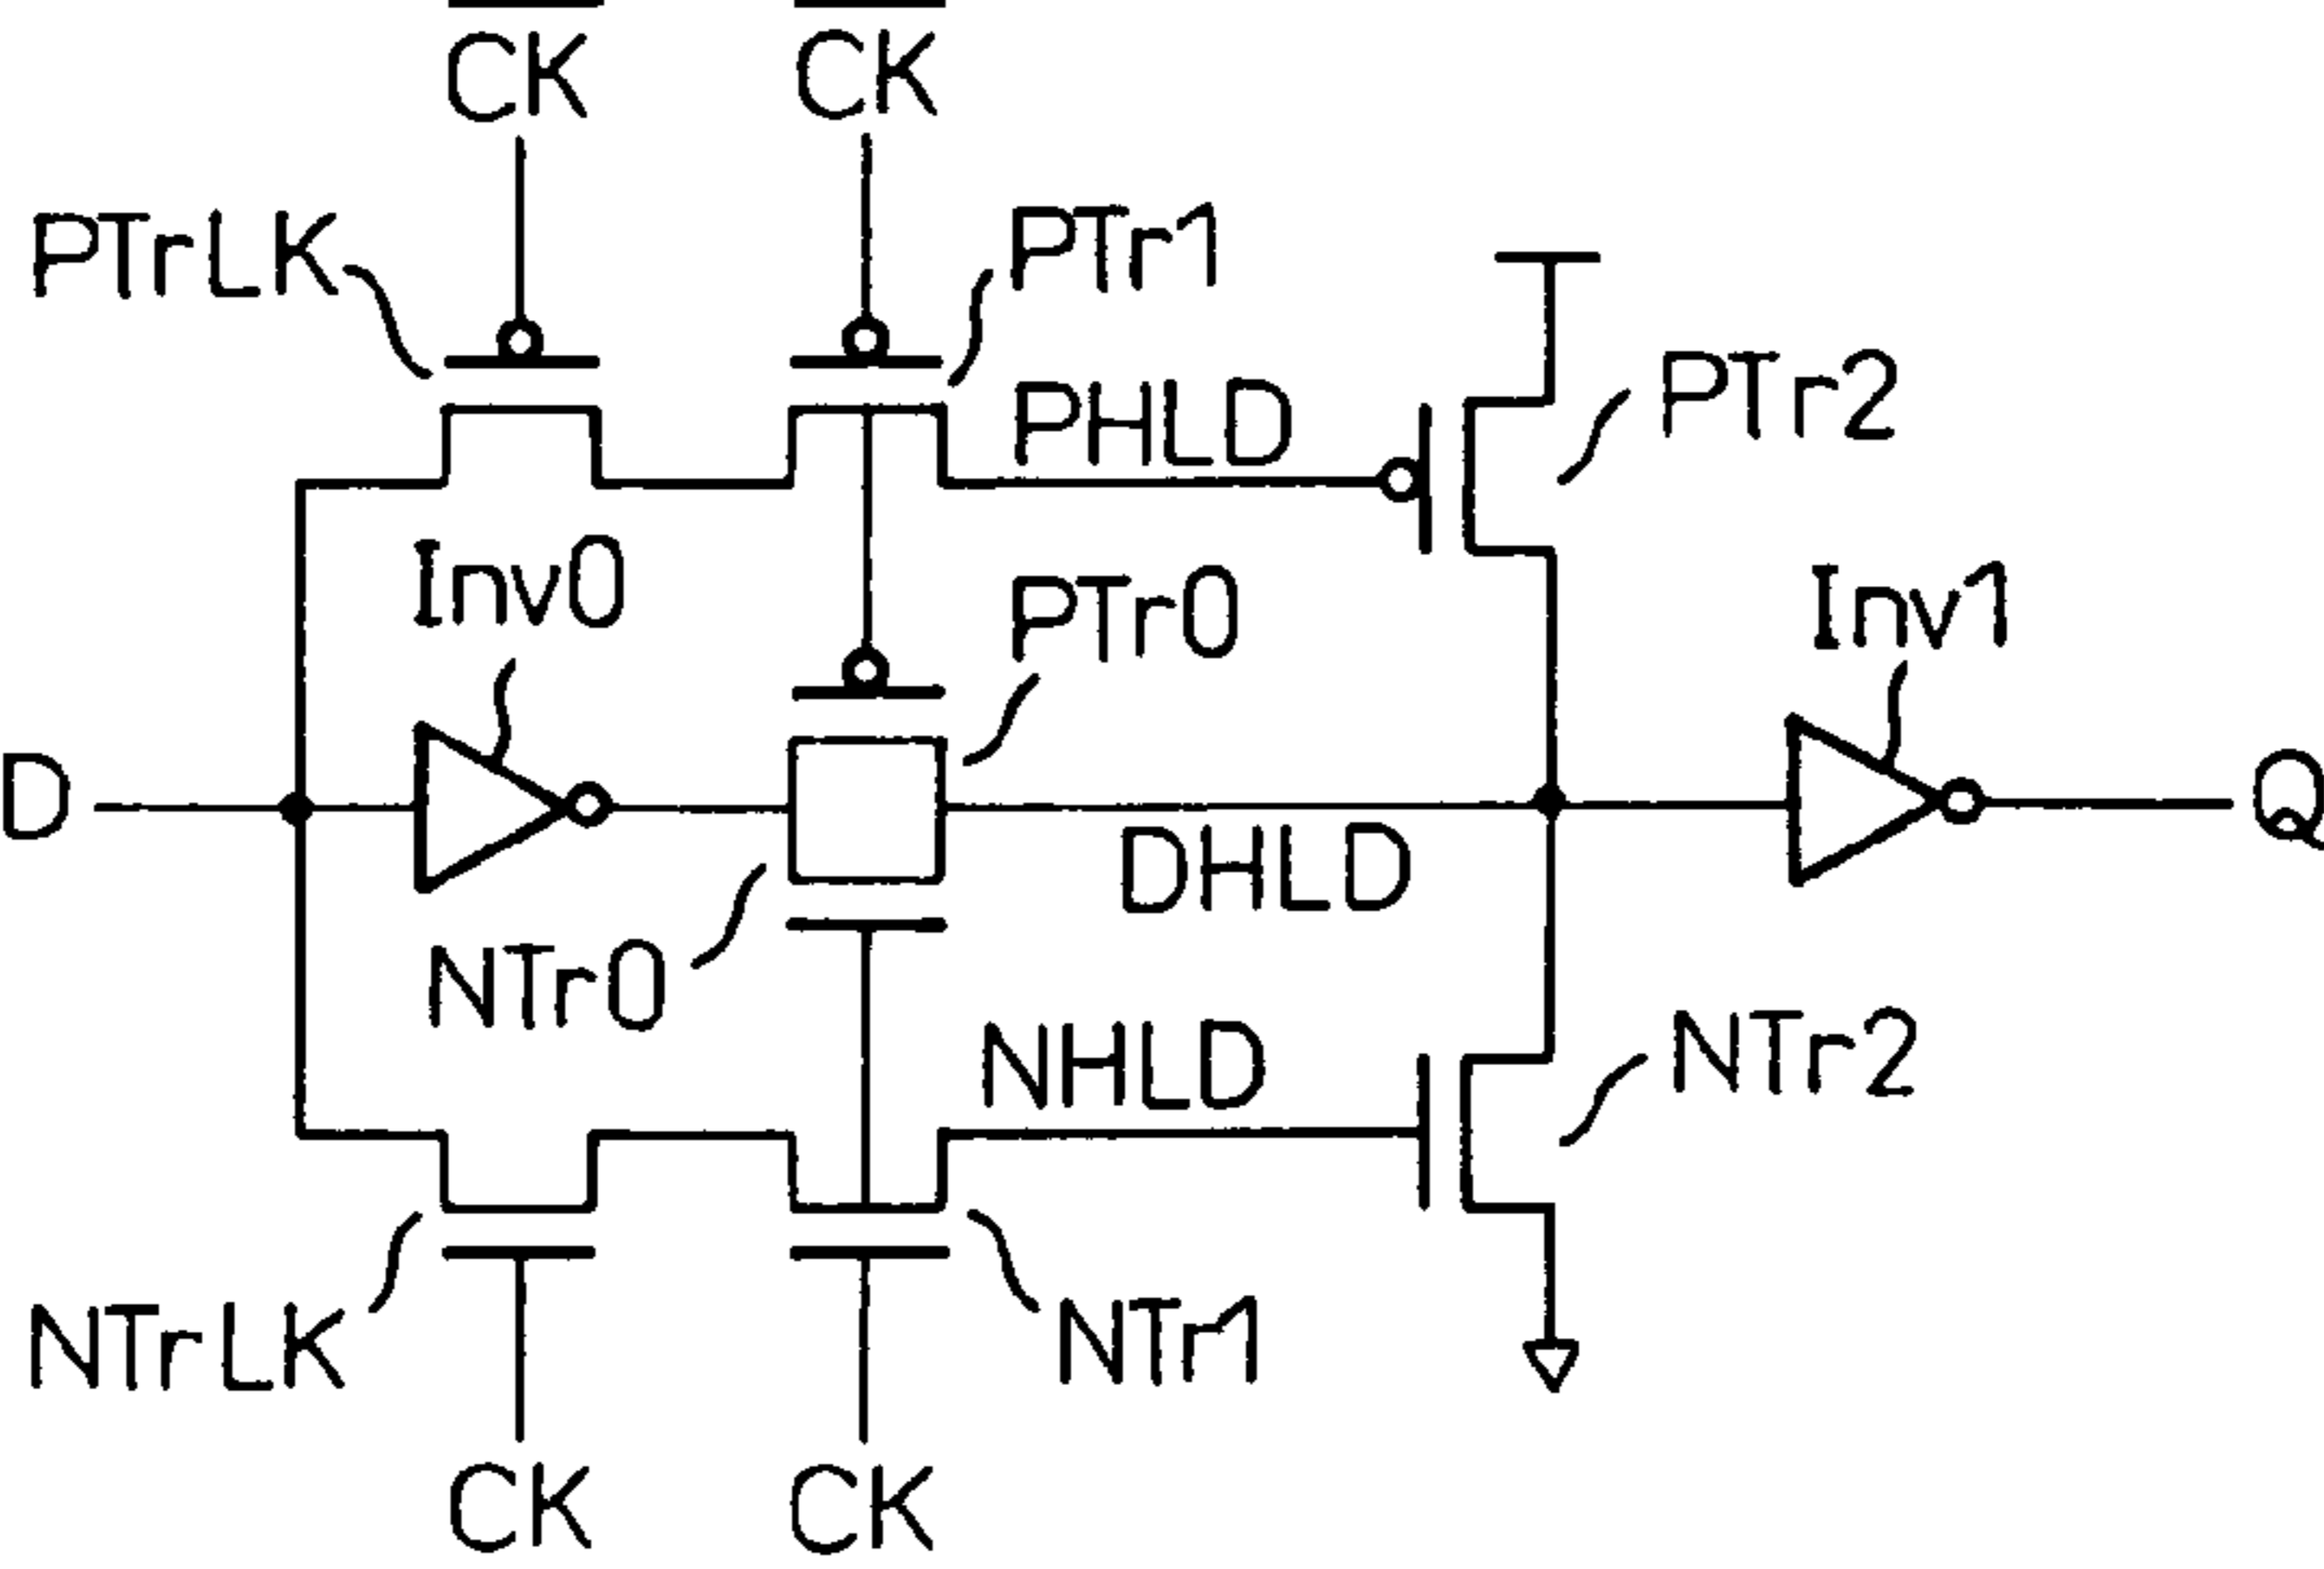 CK CK
PTrLK PTr1
PHLD PTr2
Inv0 PTr0 Inv1
D Q
DHLD
NTr0
NHLD NTr2
NTrLK NTr1
CK CK